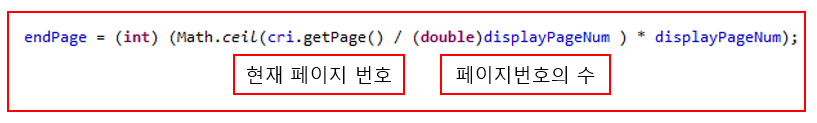 endPage = (int) (Math.ceil(cri.getPage() / (double)displayPageNum ) * displayPageNum);
현재 페이지 번호 페이지번호의 수